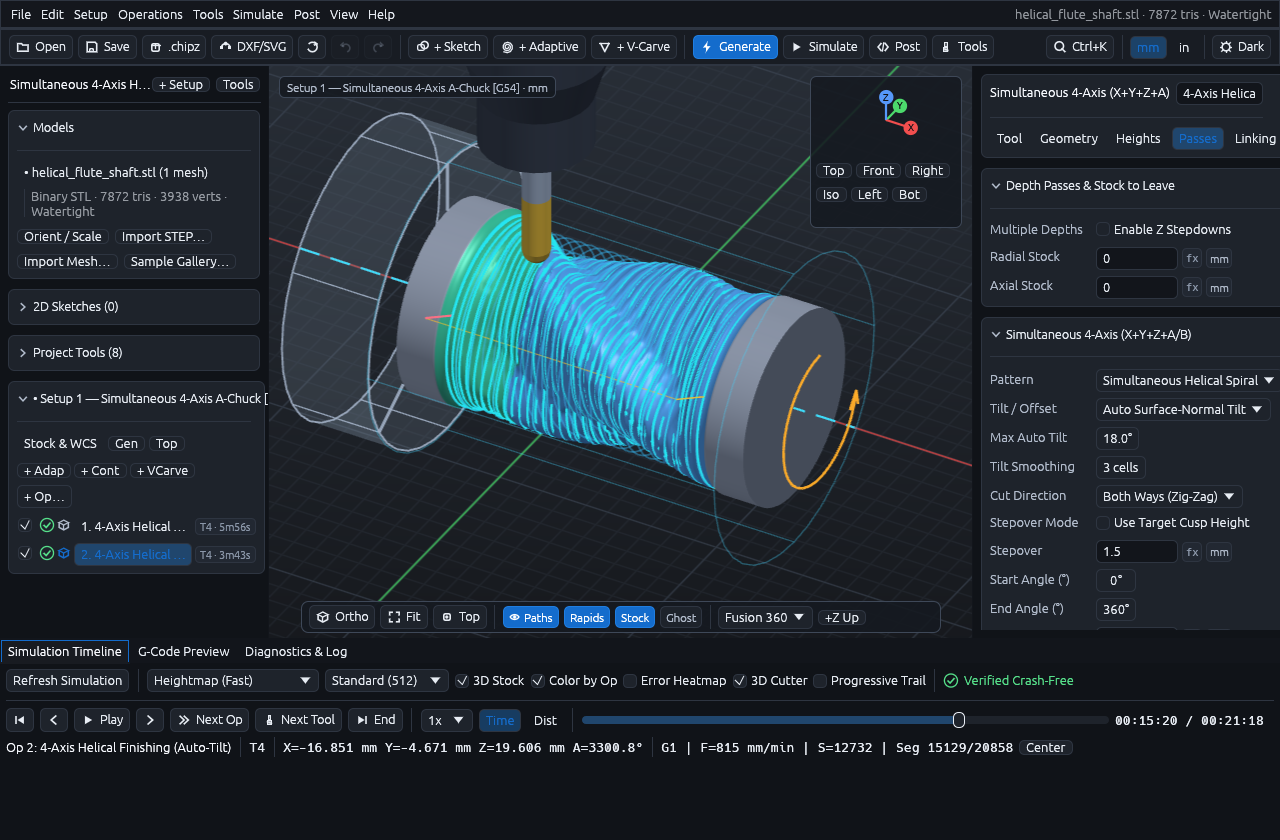 File Edit Setup Operations Tools Simulate Post View Help
helical_flute_shaft.stl · 7872 tris · Watertight
Open Save .chipz DXF/SVG + Sketch + Adaptive + V-Carve Generate Simulate Post Tools Ctrl+K mm in Dark
Simultaneous 4-Axis H... + Setup Tools
Models
• helical_flute_shaft.stl (1 mesh)
Binary STL · 7872 tris · 3938 verts ·
Watertight
Orient / Scale Import STEP...
Import Mesh... Sample Gallery...
2D Sketches (0)
Project Tools (8)
• Setup 1 — Simultaneous 4-Axis A-Chuck [
Stock & WCS Gen Top
+ Adap + Cont + VCarve
+ Op...
1. 4-Axis Helical ... T4 · 5m56s
2. 4-Axis Helical ... T4 · 3m43s
Setup 1 — Simultaneous 4-Axis A-Chuck [G54] · mm
Z
Y
X
Top Front Right
Iso Left Bot
Ortho Fit Top Paths Rapids Stock Ghost Fusion 360 +Z Up
Simultaneous 4-Axis (X+Y+Z+A) 4-Axis Helica
Tool Geometry Heights Passes Linking
Depth Passes & Stock to Leave
Multiple Depths Enable Z Stepdowns
Radial Stock 0 fx mm
Axial Stock 0 fx mm
Simultaneous 4-Axis (X+Y+Z+A/B)
Pattern Simultaneous Helical Spiral
Tilt / Offset Auto Surface-Normal Tilt
Max Auto Tilt 18.0°
Tilt Smoothing 3 cells
Cut Direction Both Ways (Zig-Zag)
Stepover Mode Use Target Cusp Height
Stepover 1.5 fx mm
Start Angle (°) 0°
End Angle (°) 360°
Simulation Timeline G-Code Preview Diagnostics & Log
Refresh Simulation Heightmap (Fast) Standard (512) 3D Stock Color by Op Error Heatmap 3D Cutter Progressive Trail Verified Crash-Free
Play Next Op Next Tool End 1x Time Dist 00:15:20 / 00:21:18
Op 2: 4-Axis Helical Finishing (Auto-Tilt) T4 X=-16.851 mm Y=-4.671 mm Z=19.606 mm A=3300.8° G1 | F=815 mm/min | S=12732 | Seg 15129/20858 Center